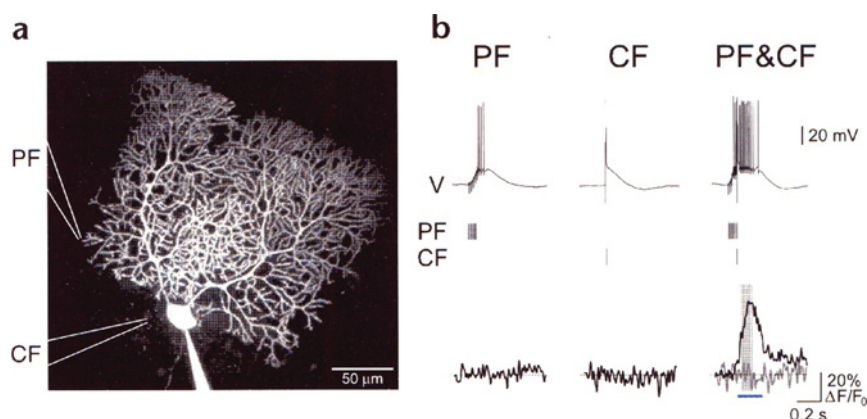 a
PF
CF
50 µm
b
PF CF PF&CF
20 mV
V
PF
CF
20%
ΔF/F₀
0.2 s